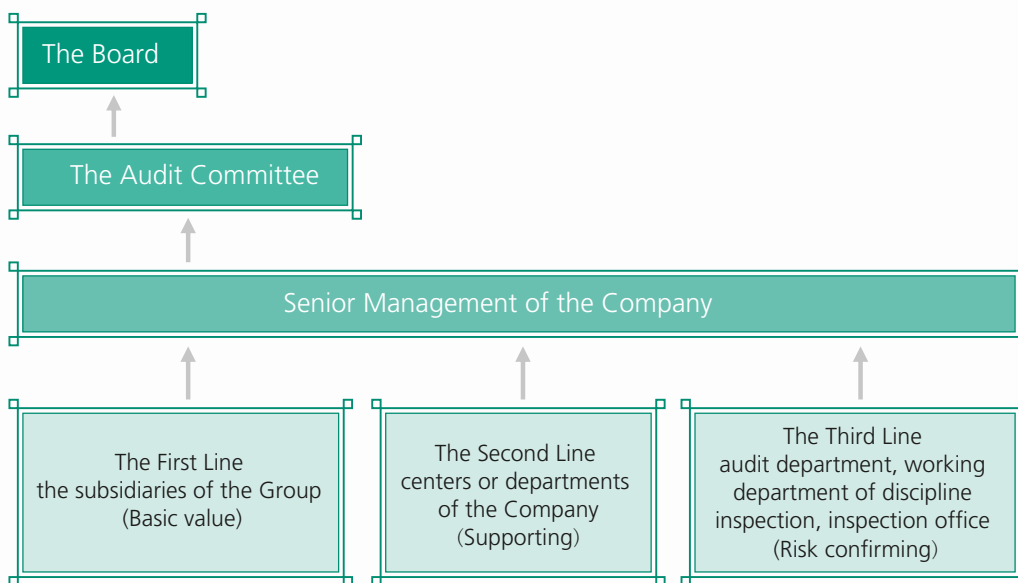 The Board
The Audit Committee
Senior Management of the Company
The First Line
the subsidiaries of the Group
(Basic value)
The Second Line
centers or departments
of the Company
(Supporting)
The Third Line
audit department, working
department of discipline
inspection, inspection office
(Risk confirming)